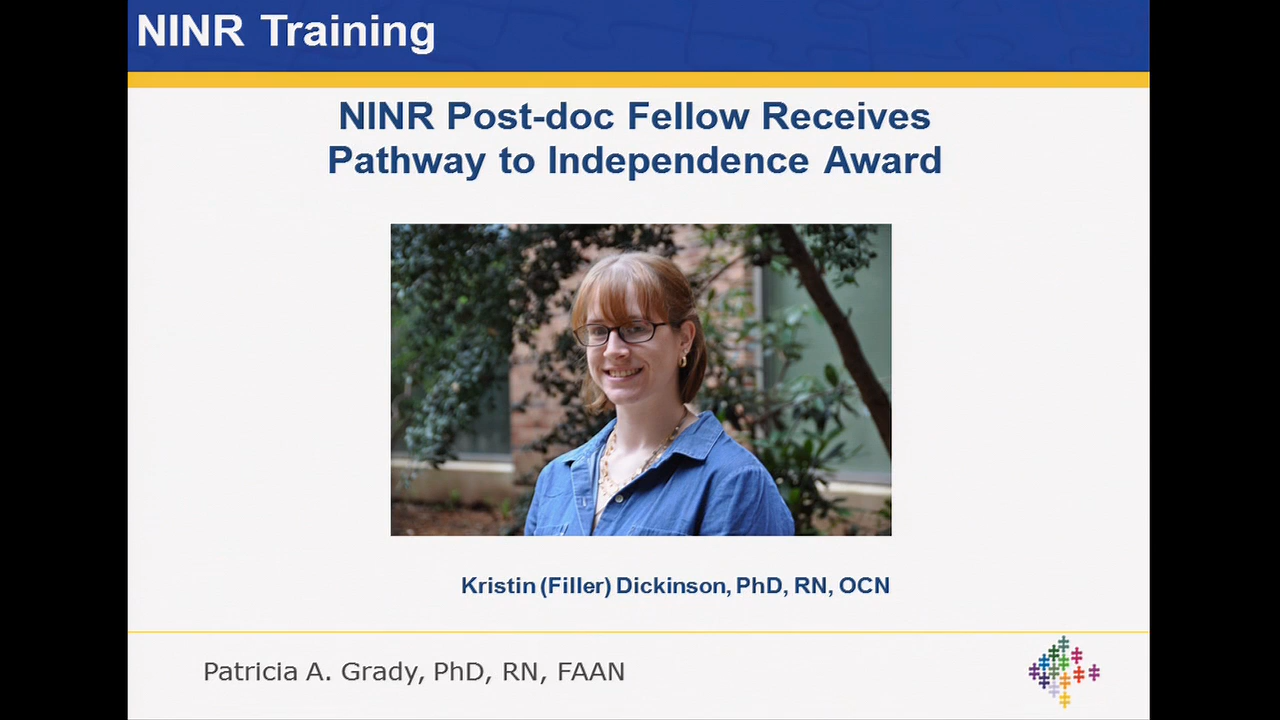 NINR Training
NINR Post-doc Fellow Receives
Pathway to Independence Award
Kristin (Filler) Dickinson, PhD, RN, OCN
Patricia A. Grady, PhD, RN, FAAN